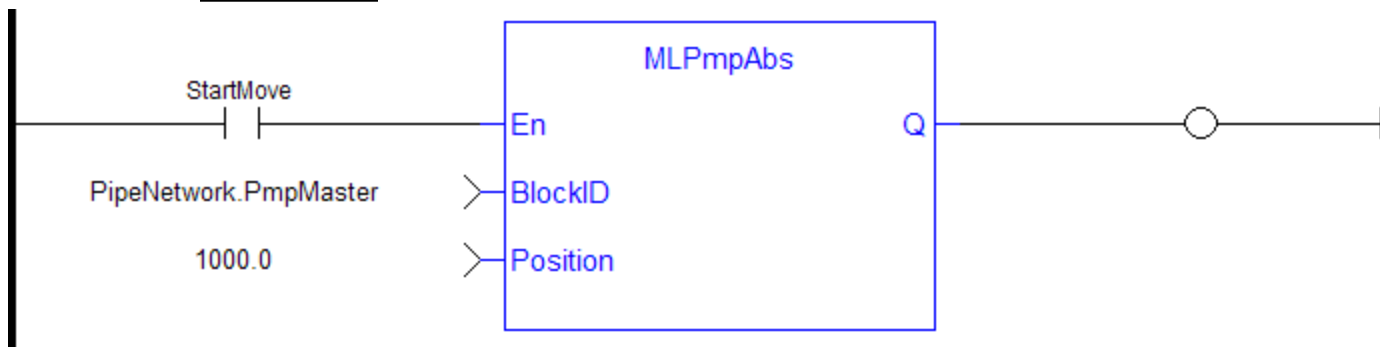 MLPmpAbs
StartMove
En
Q
PipeNetwork.PmpMaster
BlockID
1000.0
Position